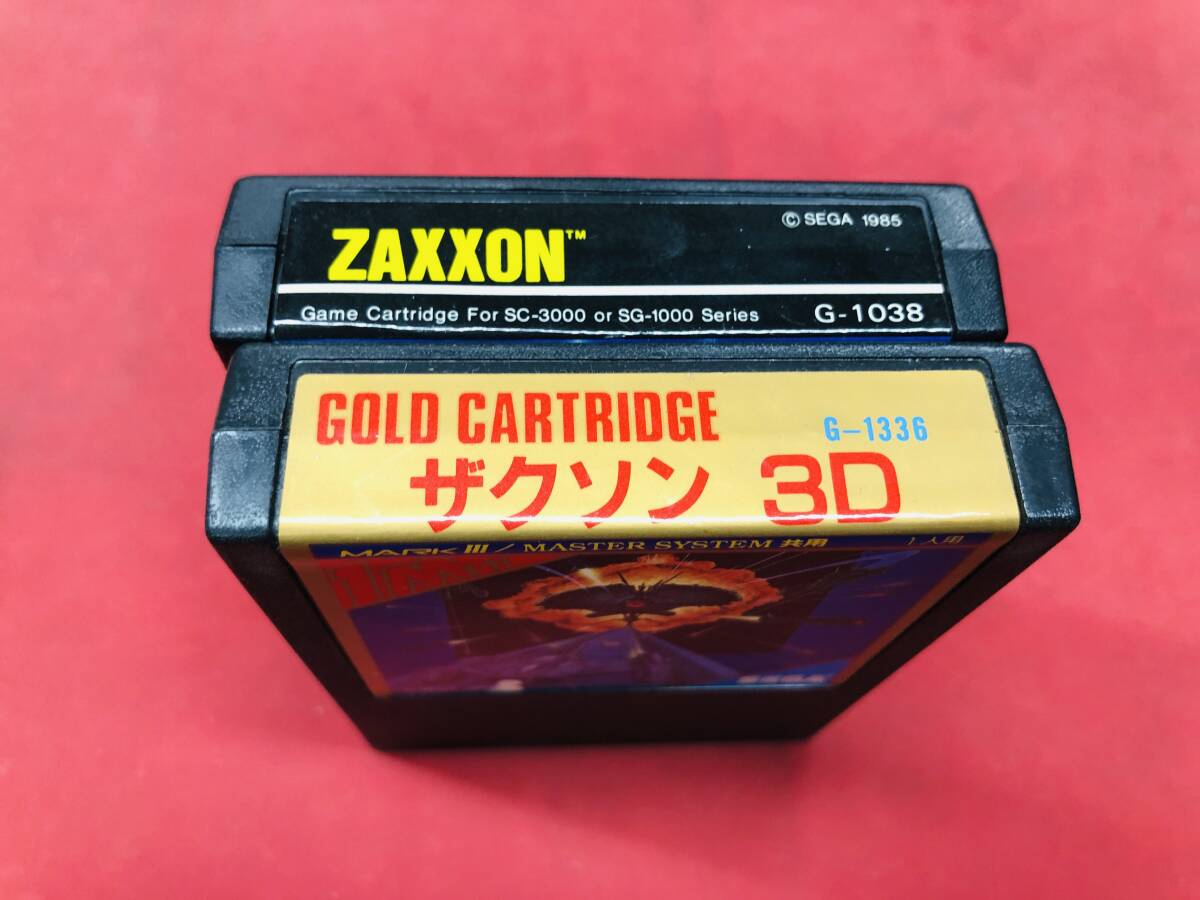 ZAXXON™
© SEGA 1985
Game Cartridge For SC-3000 or SG-1000 Series
G-1038
GOLD CARTRIDGE
G-1336
ザクソン 3D
MARK III / MASTER SYSTEM 共用
1人用
SEGA